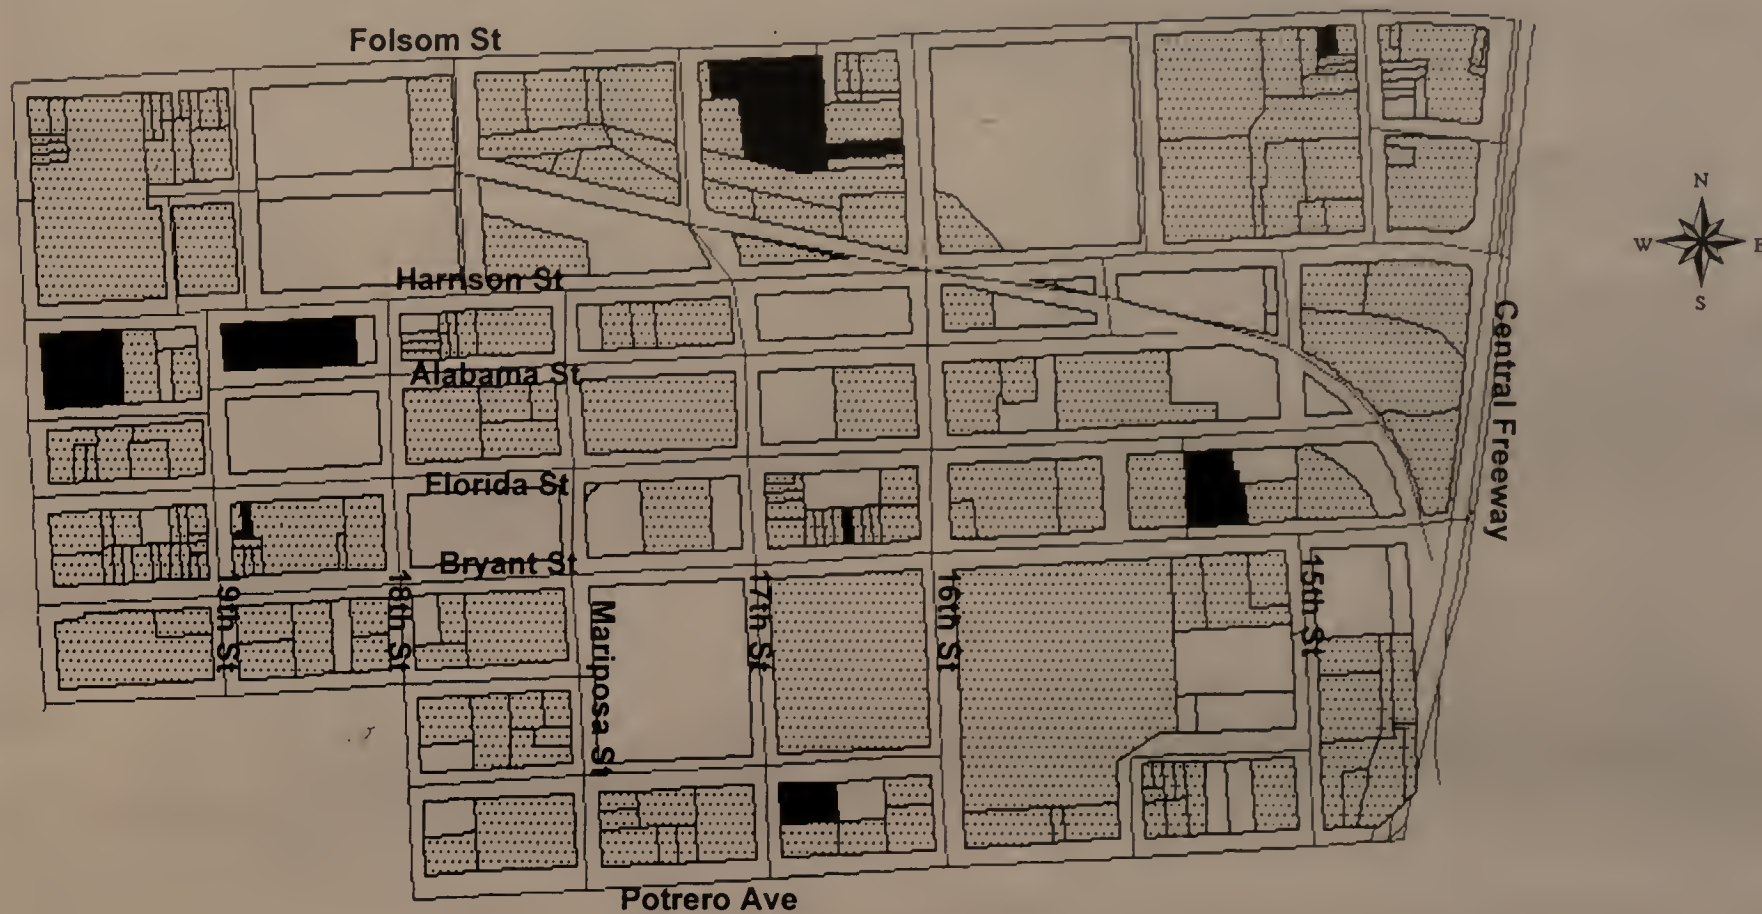 Folsom St
N
W
E
S
Harrison St
Central Freeway
Alabama St
Florida St
Bryant St
19th St
18th St
Mariposa St
17th St
16th St
15th St
Potrero Ave